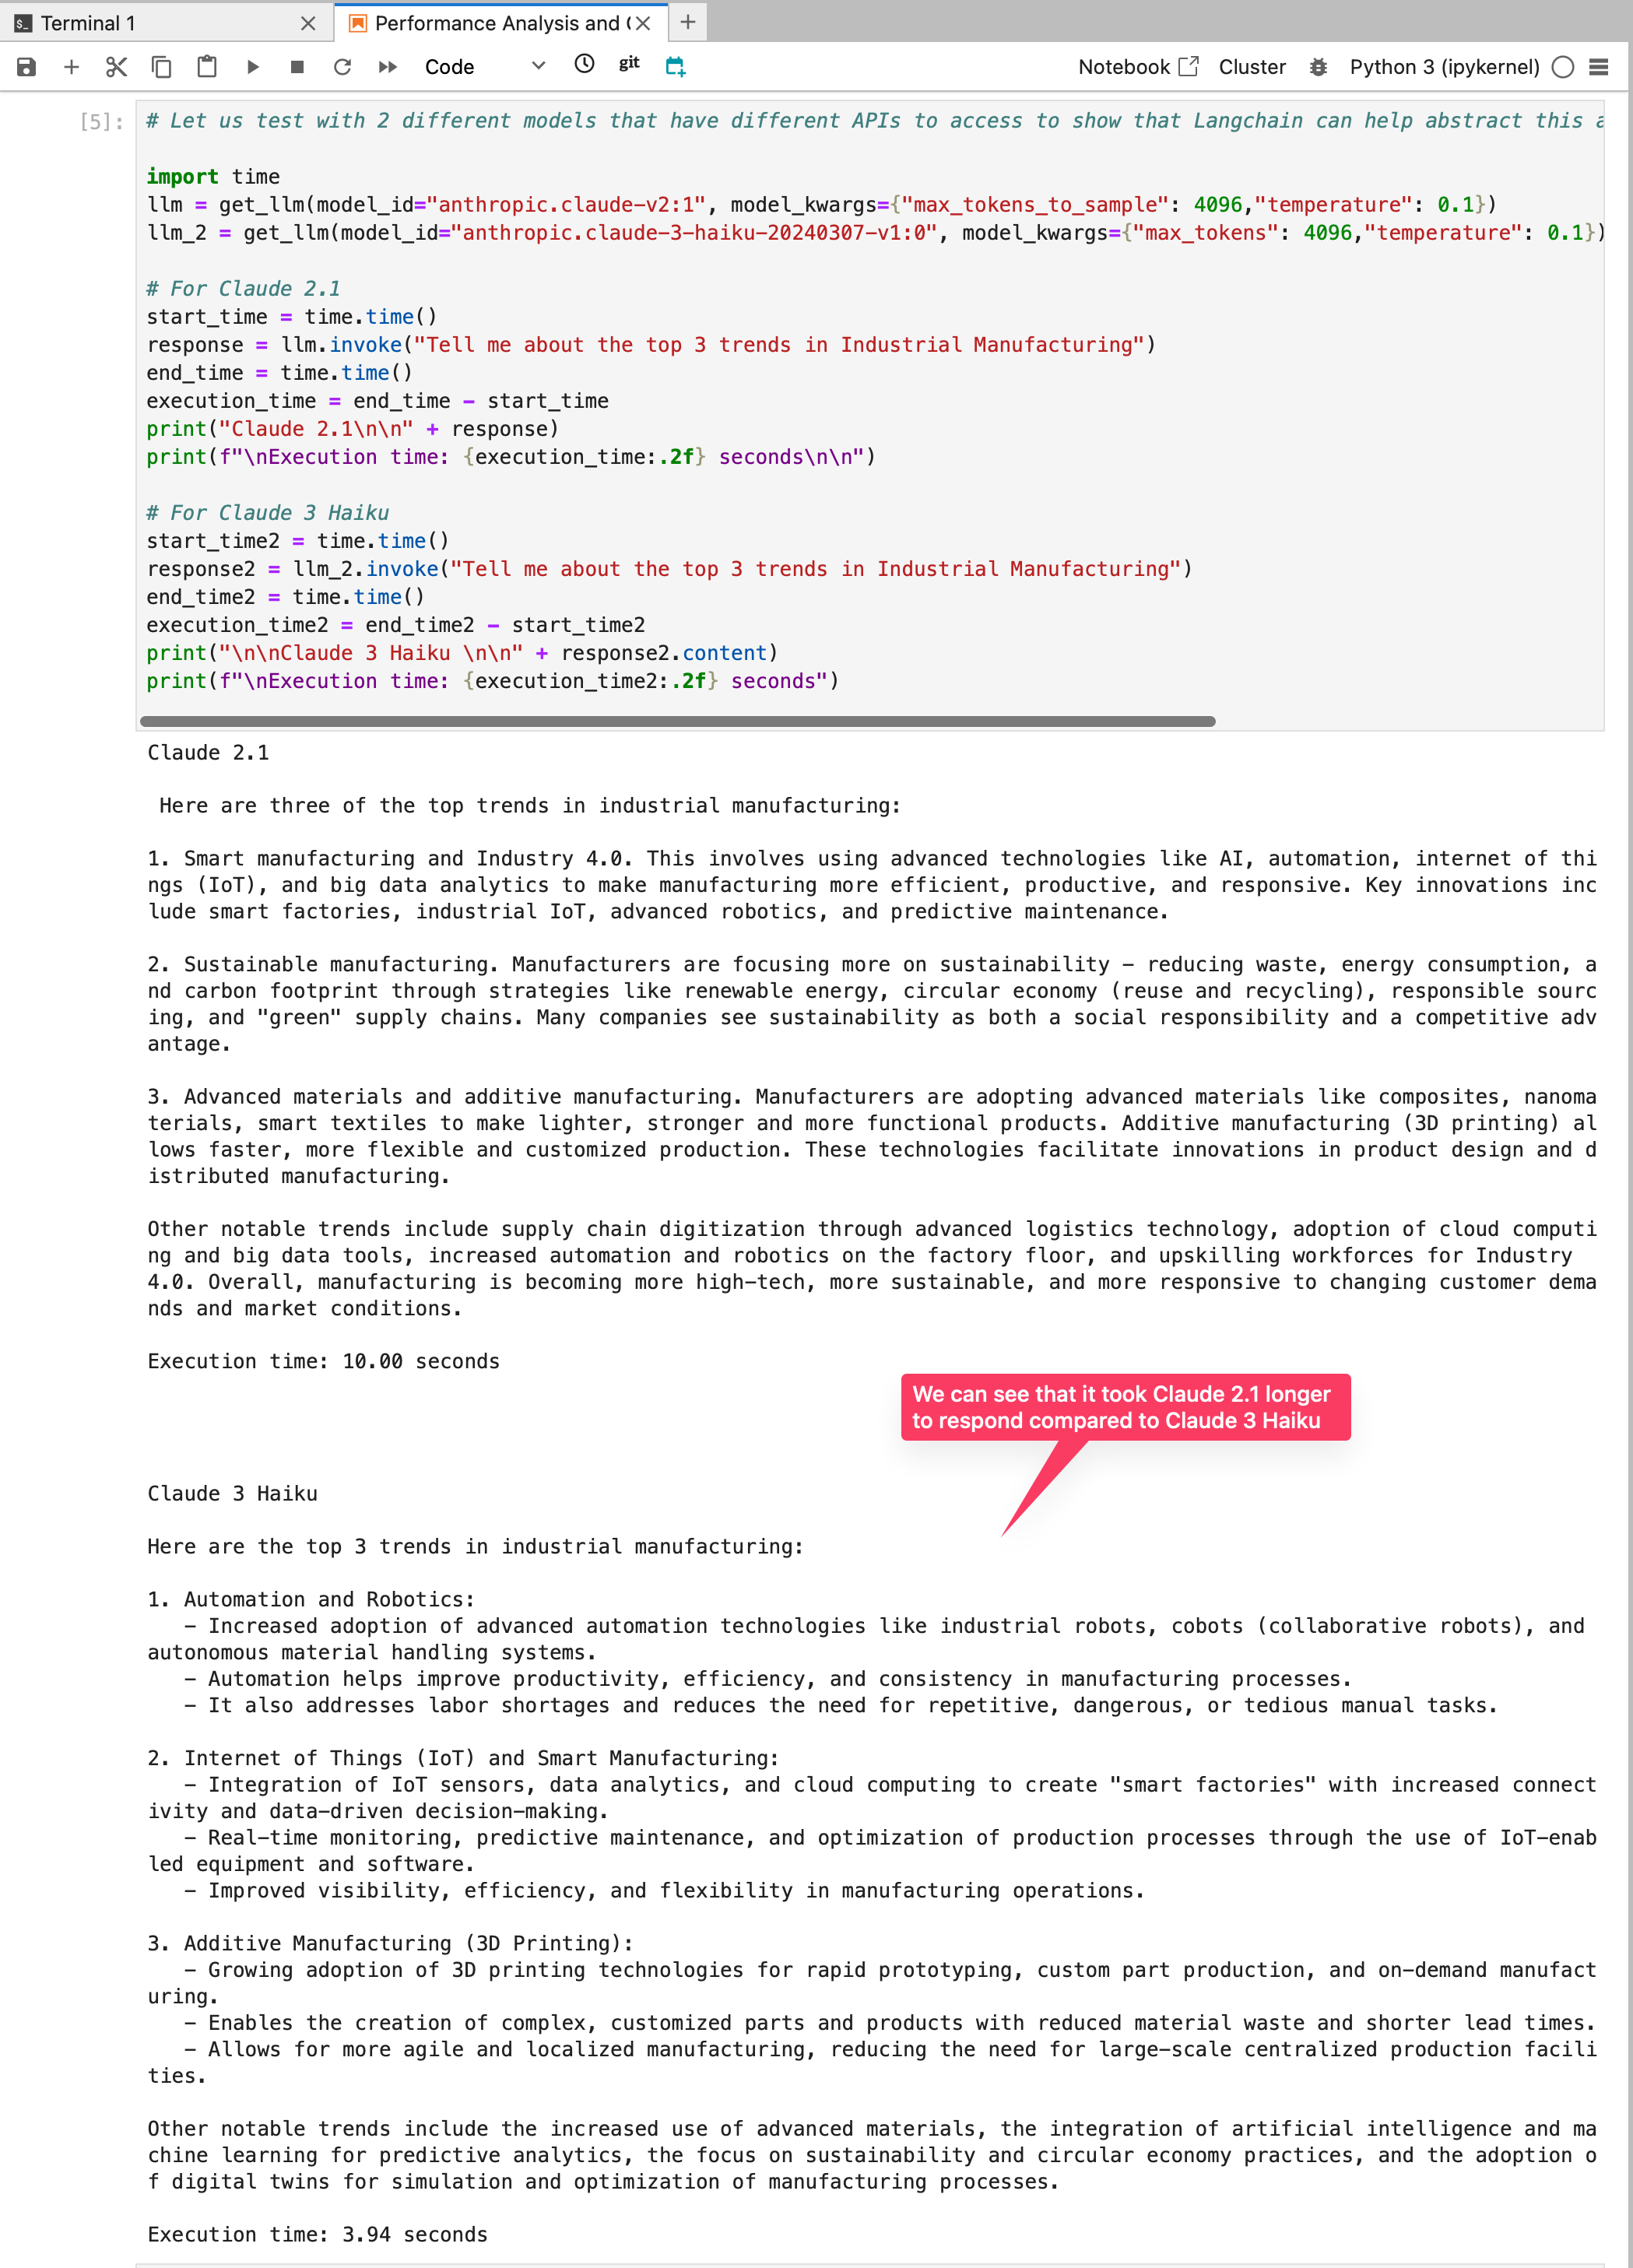 Terminal 1
Performance Analysis and
Code
git
Notebook
Cluster
Python 3 (ipykernel)
[5]:
# Let us test with 2 different models that have different APIs to access to show that Langchain can help abstract this
import time
llm = get_llm(model_id="anthropic.claude-v2:1", model_kwargs={"max_tokens_to_sample": 4096,"temperature": 0.1})
llm_2 = get_llm(model_id="anthropic.claude-3-haiku-20240307-v1:0", model_kwargs={"max_tokens": 4096,"temperature": 0.1})
# For Claude 2.1
start_time = time.time()
response = llm.invoke("Tell me about the top 3 trends in Industrial Manufacturing")
end_time = time.time()
execution_time = end_time - start_time
print("Claude 2.1\n\n" + response)
print(f"\nExecution time: {execution_time:.2f} seconds\n\n")
# For Claude 3 Haiku
start_time2 = time.time()
response2 = llm_2.invoke("Tell me about the top 3 trends in Industrial Manufacturing")
end_time2 = time.time()
execution_time2 = end_time2 - start_time2
print("\n\nClaude 3 Haiku \n\n" + response2.content)
print(f"\nExecution time: {execution_time2:.2f} seconds")
Claude 2.1
Here are three of the top trends in industrial manufacturing:
1. Smart manufacturing and Industry 4.0. This involves using advanced technologies like AI, automation, internet of thi
ngs (IoT), and big data analytics to make manufacturing more efficient, productive, and responsive. Key innovations inc
lude smart factories, industrial IoT, advanced robotics, and predictive maintenance.
2. Sustainable manufacturing. Manufacturers are focusing more on sustainability – reducing waste, energy consumption, a
nd carbon footprint through strategies like renewable energy, circular economy (reuse and recycling), responsible sourc
ing, and "green" supply chains. Many companies see sustainability as both a social responsibility and a competitive adv
antage.
3. Advanced materials and additive manufacturing. Manufacturers are adopting advanced materials like composites, nanoma
terials, smart textiles to make lighter, stronger and more functional products. Additive manufacturing (3D printing) al
lows faster, more flexible and customized production. These technologies facilitate innovations in product design and d
istributed manufacturing.
Other notable trends include supply chain digitization through advanced logistics technology, adoption of cloud computi
ng and big data tools, increased automation and robotics on the factory floor, and upskilling workforces for Industry
4.0. Overall, manufacturing is becoming more high-tech, more sustainable, and more responsive to changing customer dema
nds and market conditions.
Execution time: 10.00 seconds
We can see that it took Claude 2.1 longer
to respond compared to Claude 3 Haiku
Claude 3 Haiku
Here are the top 3 trends in industrial manufacturing:
1. Automation and Robotics:
- Increased adoption of advanced automation technologies like industrial robots, cobots (collaborative robots), and
autonomous material handling systems.
- Automation helps improve productivity, efficiency, and consistency in manufacturing processes.
- It also addresses labor shortages and reduces the need for repetitive, dangerous, or tedious manual tasks.
2. Internet of Things (IoT) and Smart Manufacturing:
- Integration of IoT sensors, data analytics, and cloud computing to create "smart factories" with increased connect
ivity and data-driven decision-making.
- Real-time monitoring, predictive maintenance, and optimization of production processes through the use of IoT-enab
led equipment and software.
- Improved visibility, efficiency, and flexibility in manufacturing operations.
3. Additive Manufacturing (3D Printing):
- Growing adoption of 3D printing technologies for rapid prototyping, custom part production, and on-demand manufact
uring.
- Enables the creation of complex, customized parts and products with reduced material waste and shorter lead times.
- Allows for more agile and localized manufacturing, reducing the need for large-scale centralized production facili
ties.
Other notable trends include the increased use of advanced materials, the integration of artificial intelligence and ma
chine learning for predictive analytics, the focus on sustainability and circular economy practices, and the adoption o
f digital twins for simulation and optimization of manufacturing processes.
Execution time: 3.94 seconds